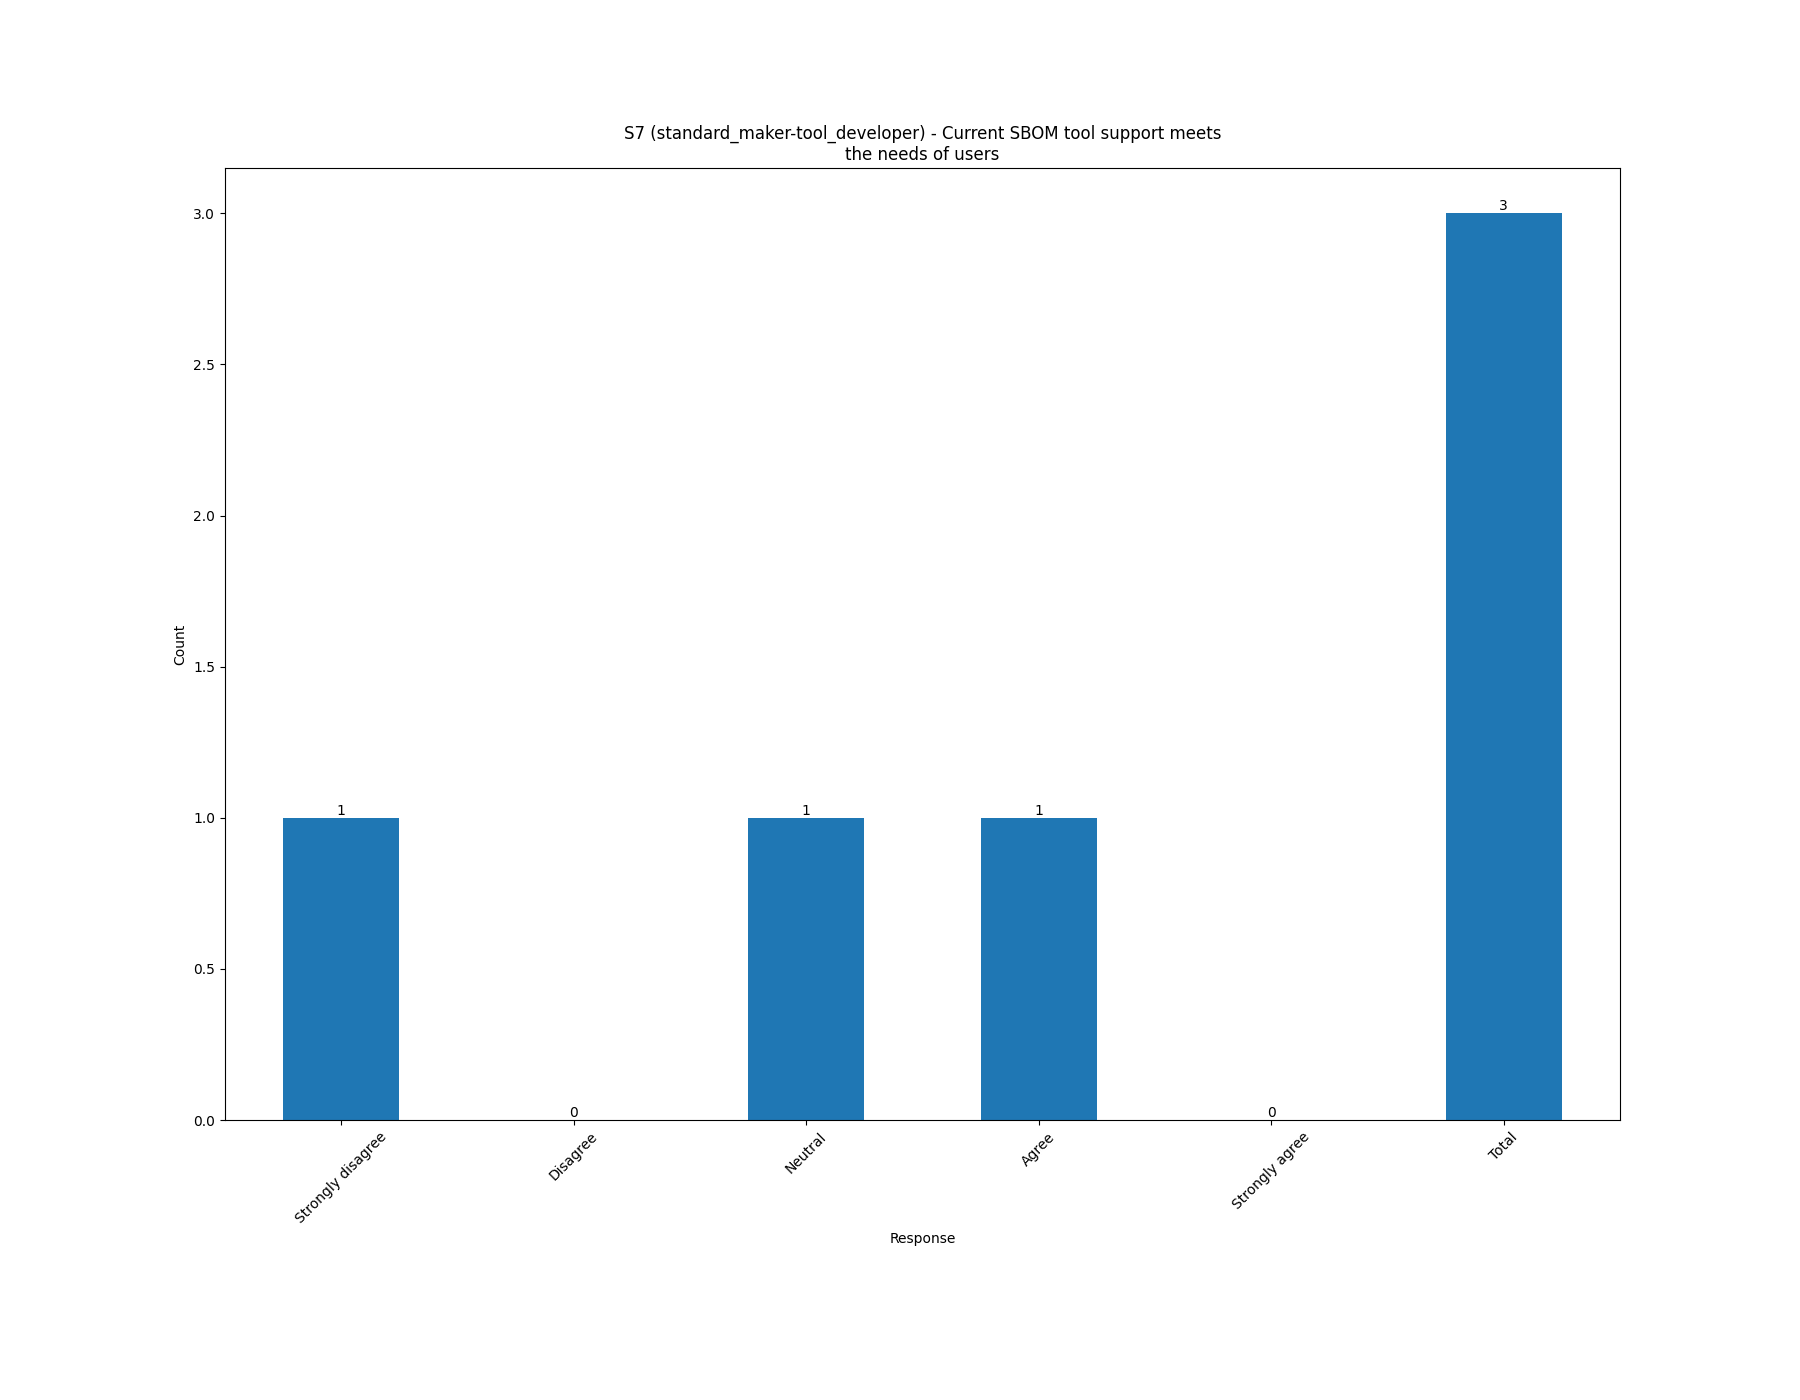 S7 (standard_maker-tool_developer) - Current SBOM tool support meets
the needs of users
3.0
2.5
2.0
1.5
1.0
0.5
0.0
Count
1
0
1
1
0
3
Strongly disagree
Disagree
Neutral
Agree
Strongly agree
Total
Response